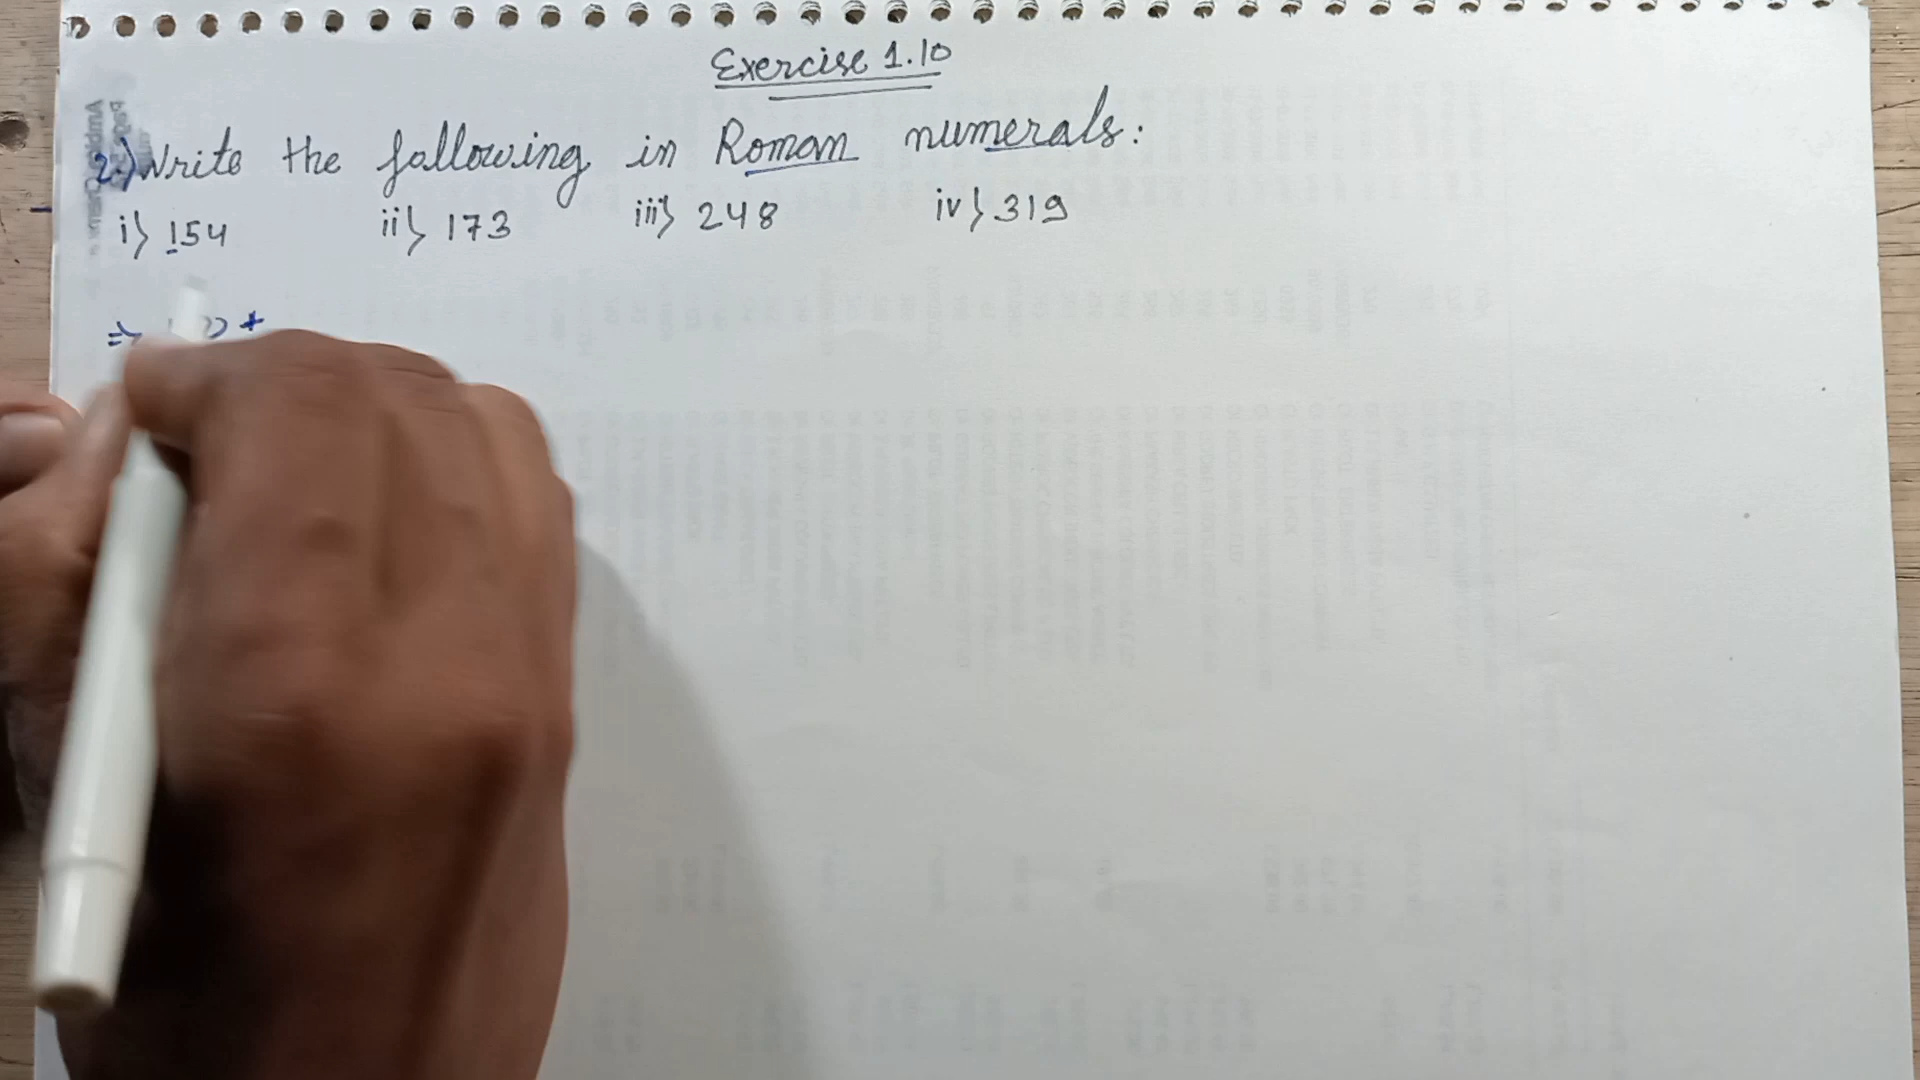 Exercise 1.10
2.) Write the following in Roman numerals:
i) 154 ii) 173 iii) 248 iv) 319
⇒ +